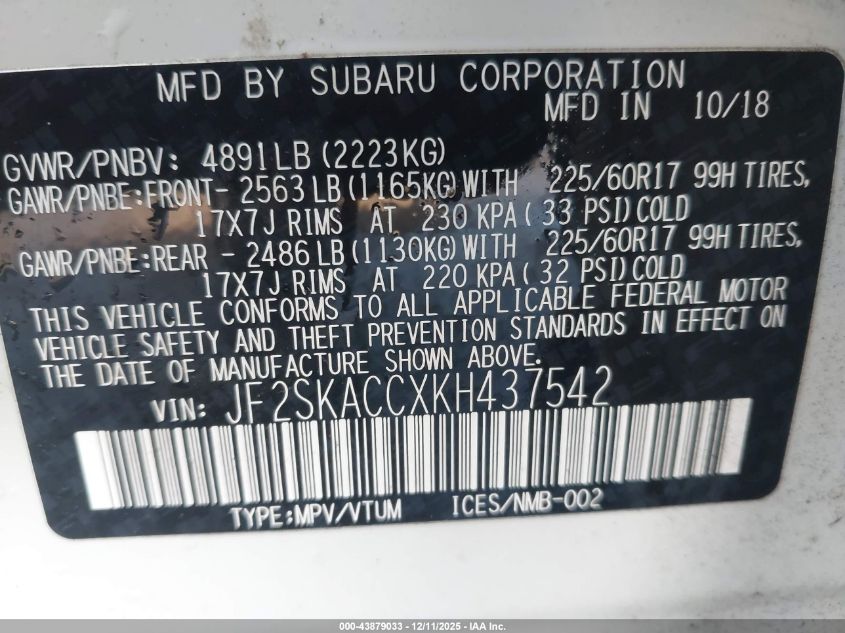 MFD BY SUBARU CORPORATION
MFD IN 10/18
GVWR/PNBV: 4891LB (2223KG)
GAWR/PNBE:FRONT- 2563 LB (1165KG) WITH 225/60R17 99H TIRES,
17X7J RIMS AT 230 KPA ( 33 PSI) COLD
GAWR/PNBE:REAR - 2486 LB (1130KG) WITH 225/60R17 99H TIRES,
17X7J RIMS AT 220 KPA ( 32 PSI) COLD
THIS VEHICLE CONFORMS TO ALL APPLICABLE FEDERAL MOTOR
VEHICLE SAFETY AND THEFT PREVENTION STANDARDS IN EFFECT ON
THE DATE OF MANUFACTURE SHOWN ABOVE.
VIN: JF2SKACCXKH437542
TYPE:MPV/VTUM ICES/NMB-002
000-43879033 - 12/11/2025 - IAA Inc.